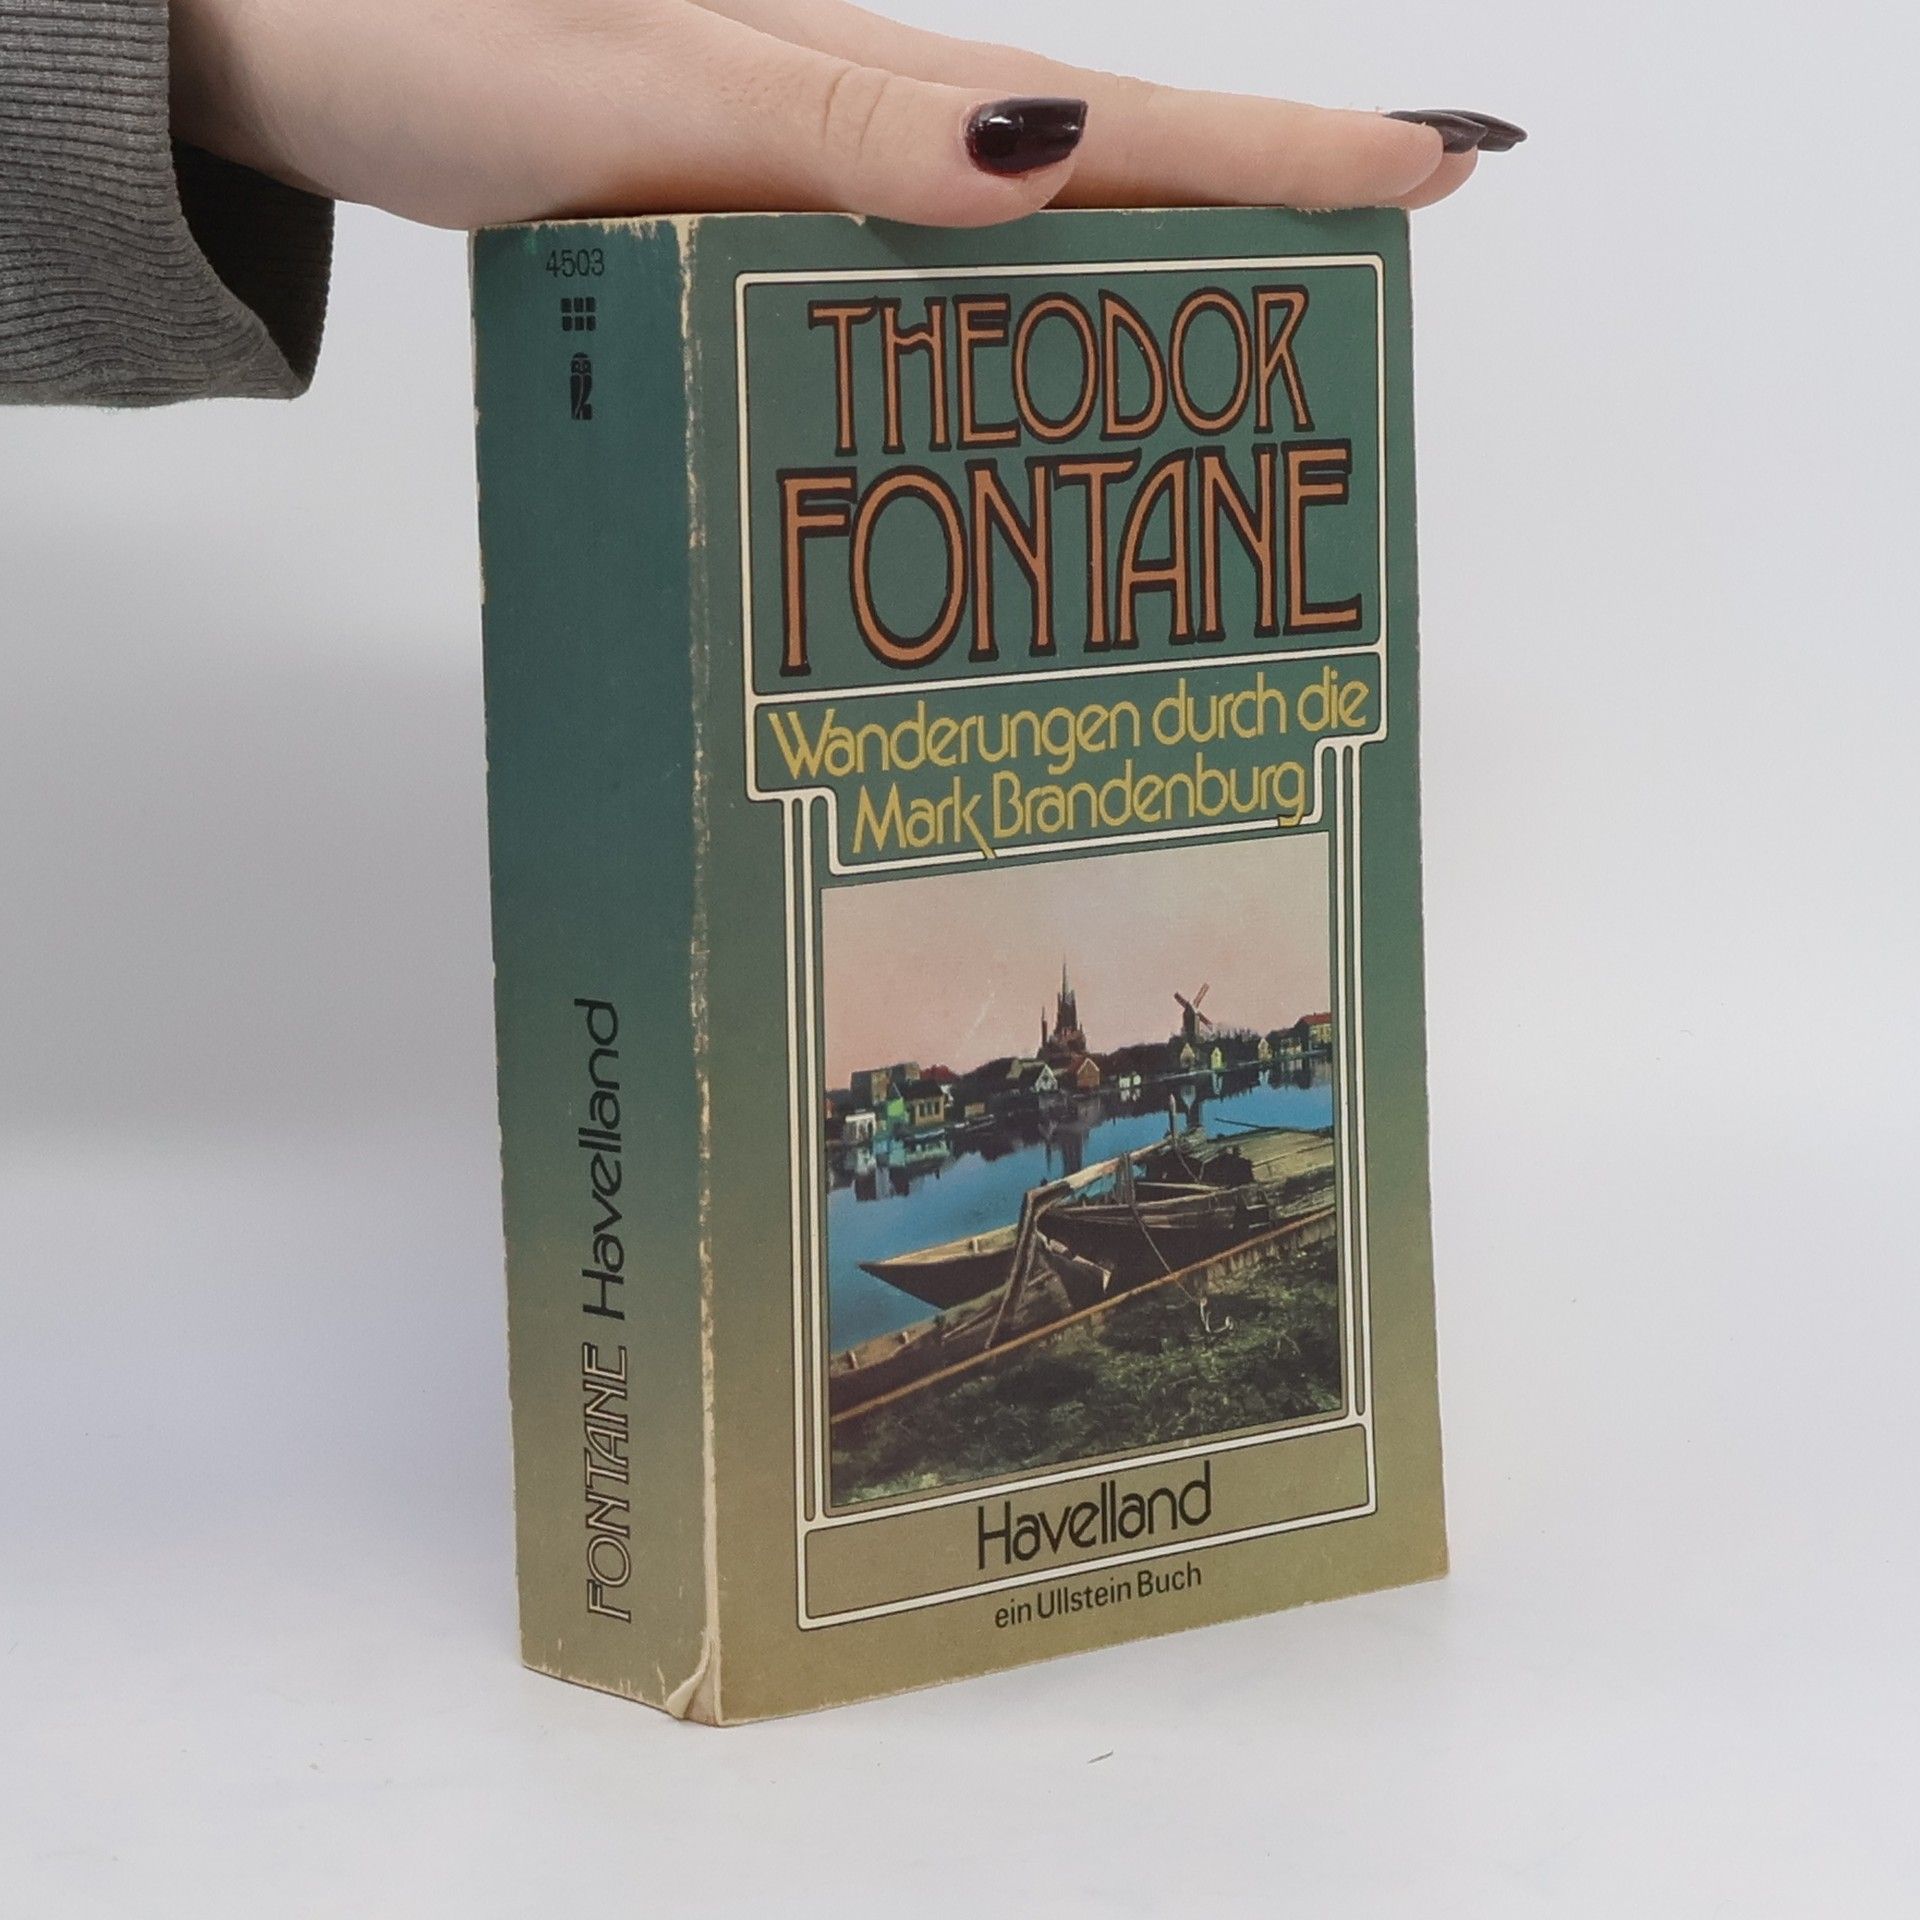 4503
FONTANE Havelland
THEODOR
FONTANE
Wanderungen durch die
Mark Brandenburg
Havelland
ein Ullstein Buch